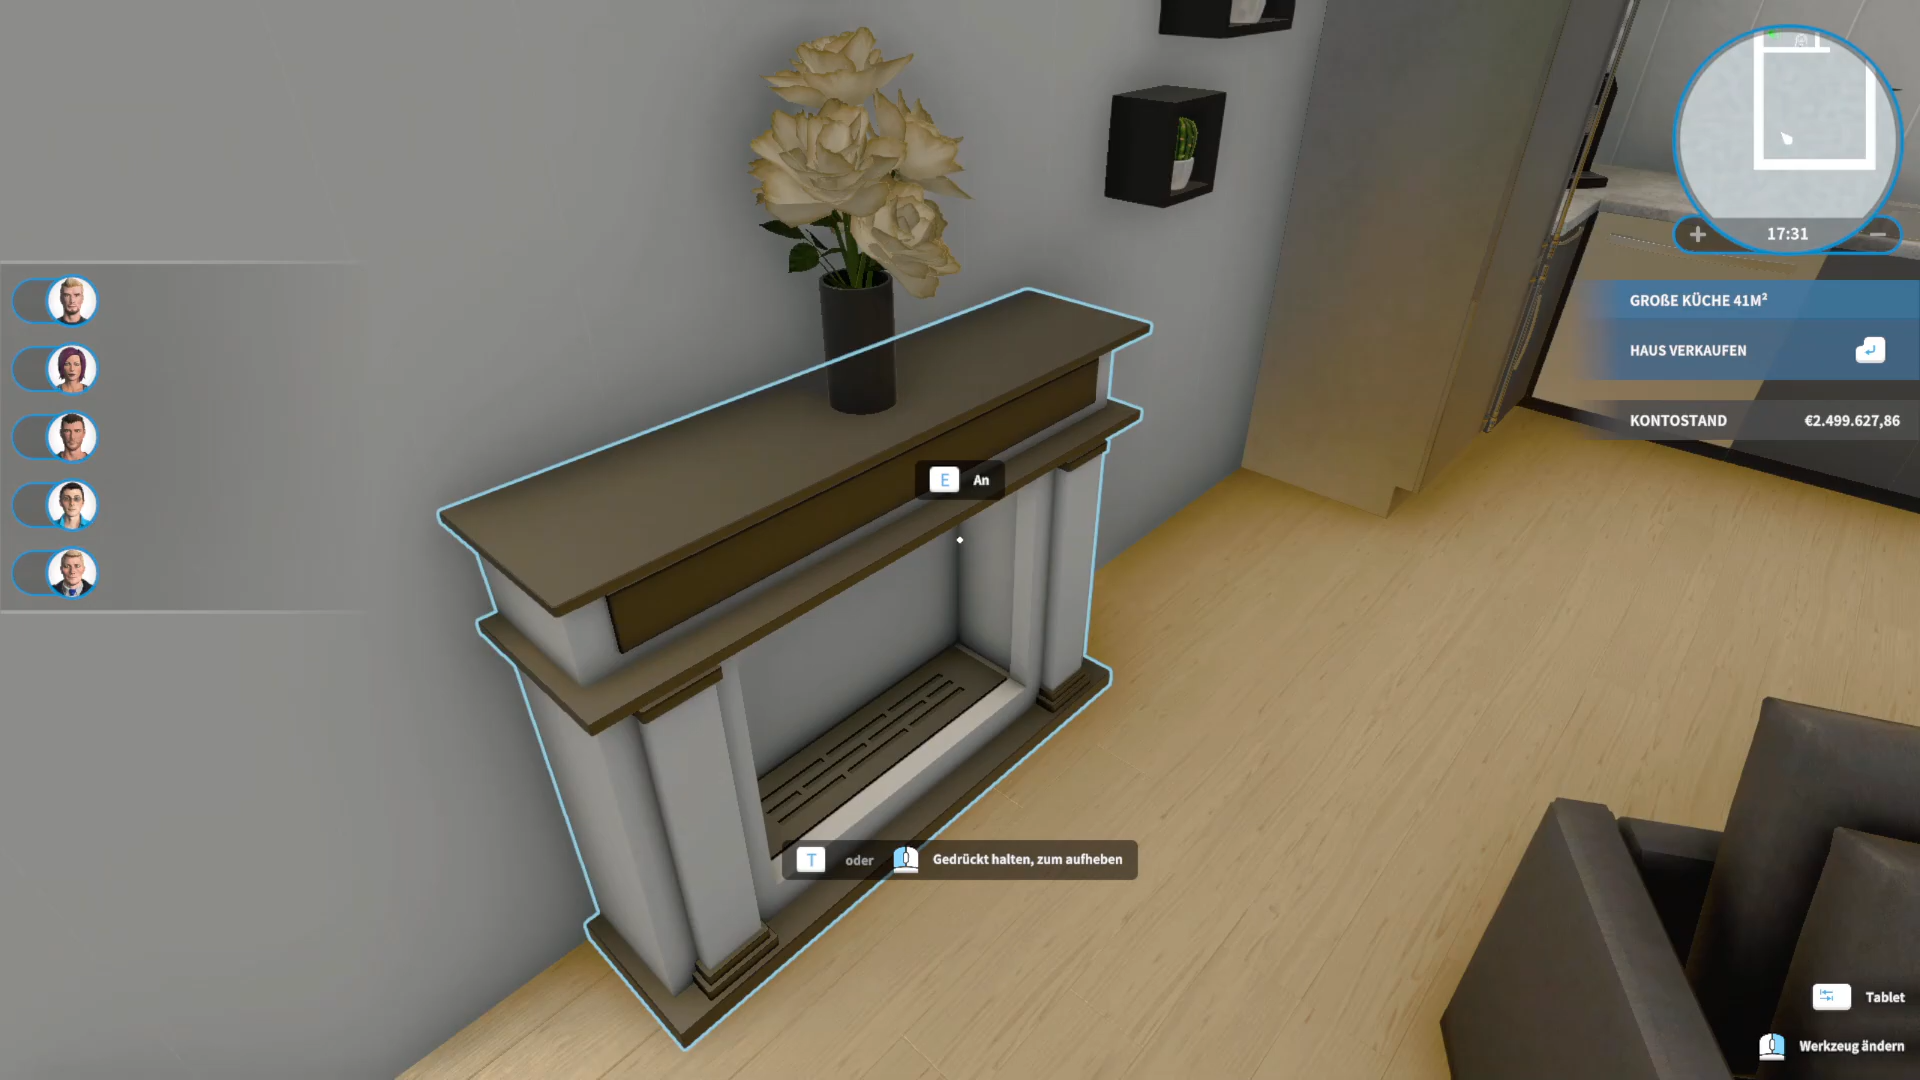 17:31
GROßE KÜCHE 41M²
HAUS VERKAUFEN
KONTOSTAND €2.499.627,86
E An
T oder Gedrückt halten, zum aufheben
Tablet
Werkzeug ändern